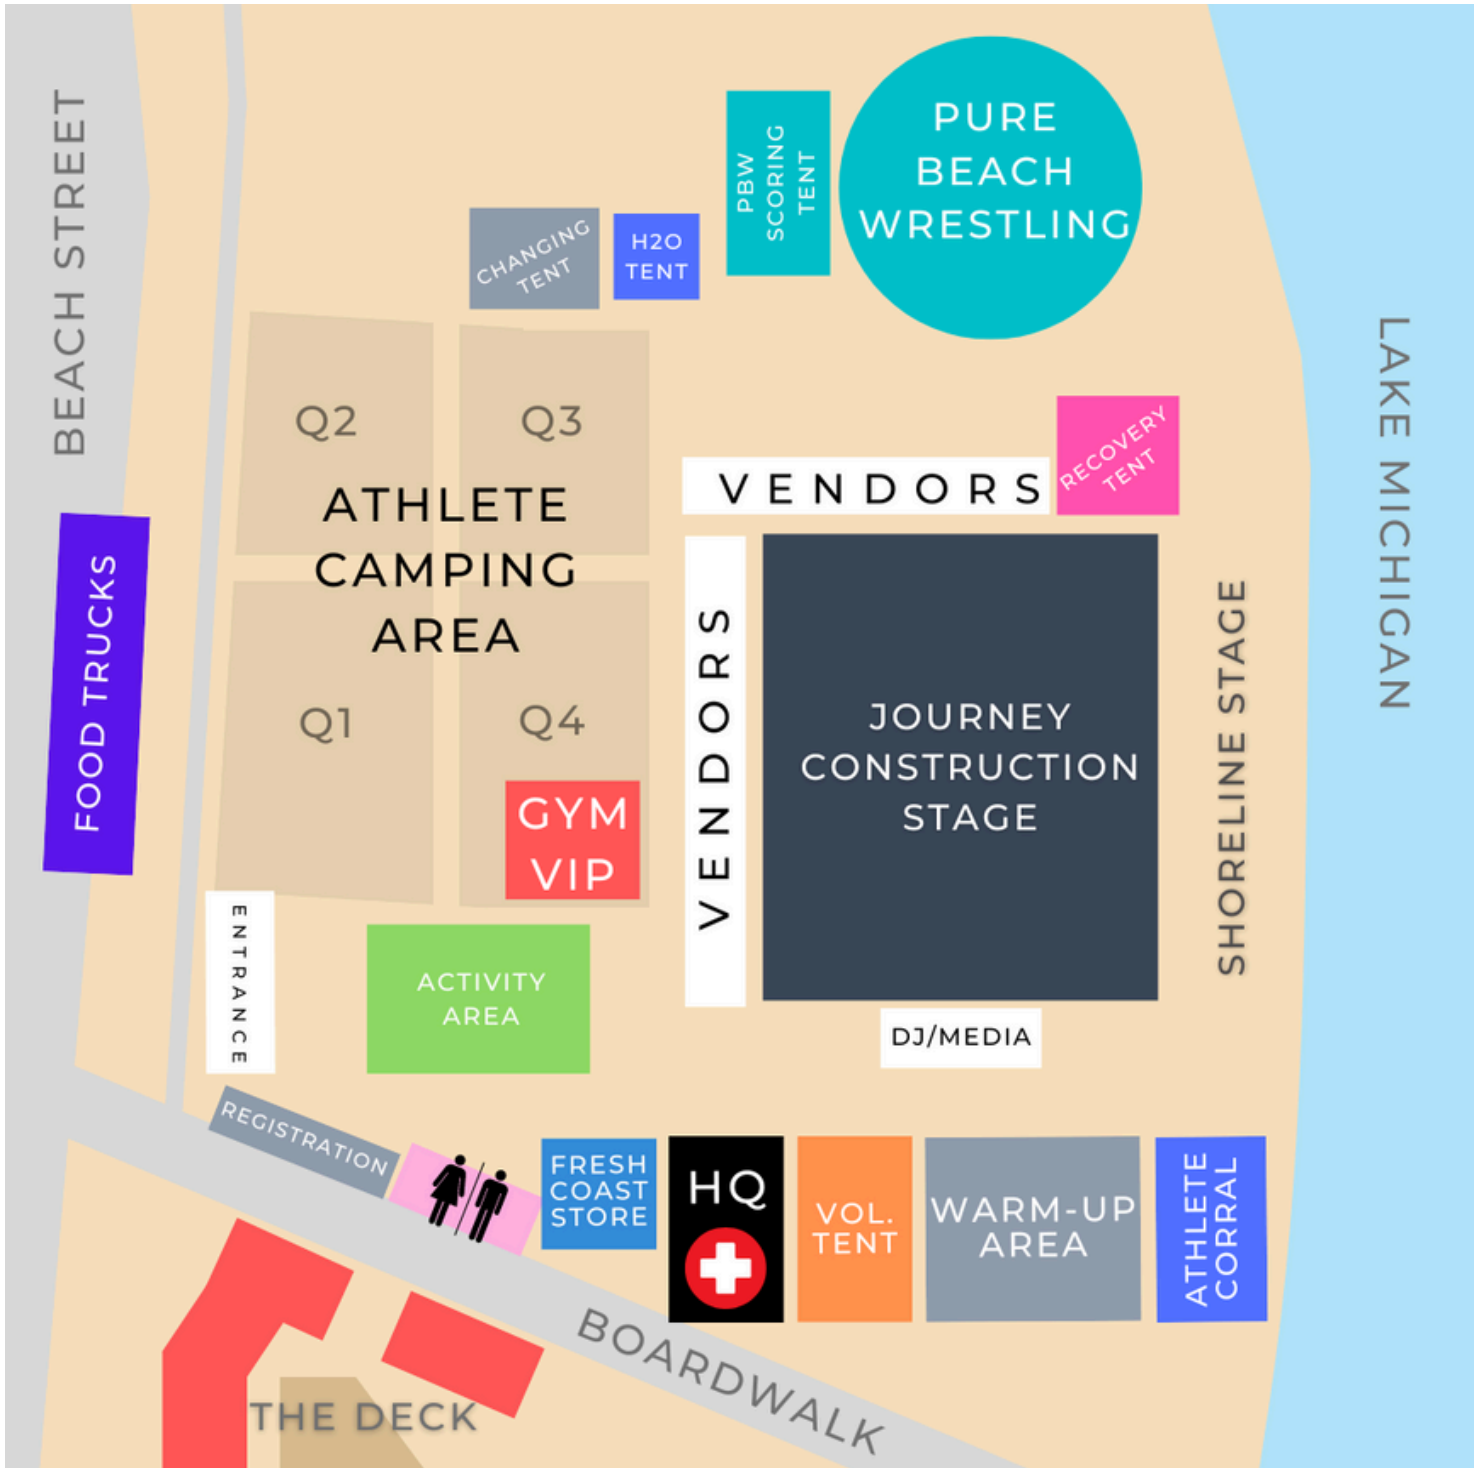 BEACH STREET
PURE
BEACH
WRESTLING
PBW
SCORING
TENT
CHANGING
TENT
H2O
TENT
LAKE MICHIGAN
Q2
Q3
RECOVERY
TENT
VENDORS
ATHLETE
CAMPING
AREA
FOOD TRUCKS
VENDORS
SHORELINE STAGE
Q1
Q4
JOURNEY
CONSTRUCTION
STAGE
GYM
VIP
ENTRANCE
ACTIVITY
AREA
DJ/MEDIA
REGISTRATION
FRESH
COAST
STORE
HQ
VOL.
TENT
WARM-UP
AREA
ATHLETE
CORRAL
BOARDWALK
THE DECK